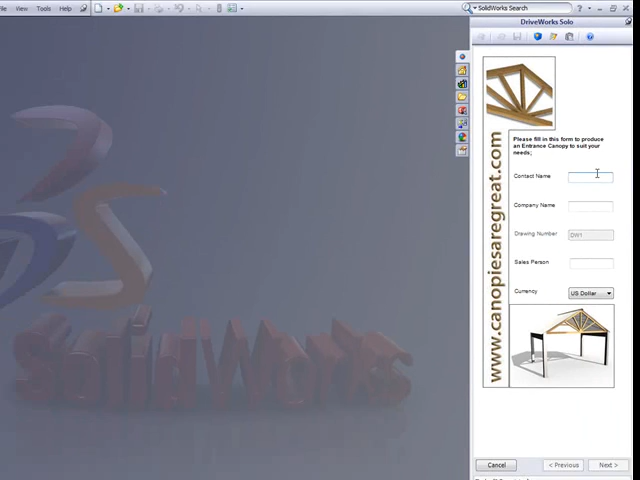 View Tools Help
SolidWorks Search
DriveWorks Solo
Please fill in this form to produce
an Entrance Canopy to suit your
needs;
Contact Name
Company Name
Drawing Number DW1
Sales Person
Currency US Dollar
www.canopiesaregreat.com
SolidWorks
Cancel < Previous Next >